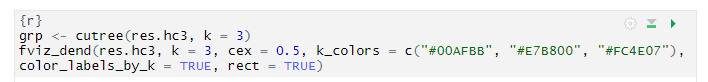 {r}
grp <- cutree(res.hc3, k = 3)
fviz_dend(res.hc3, k = 3, cex = 0.5, k_colors = c("#00AFBB", "#E7B800", "#FC4E07"),
color_labels_by_k = TRUE, rect = TRUE)